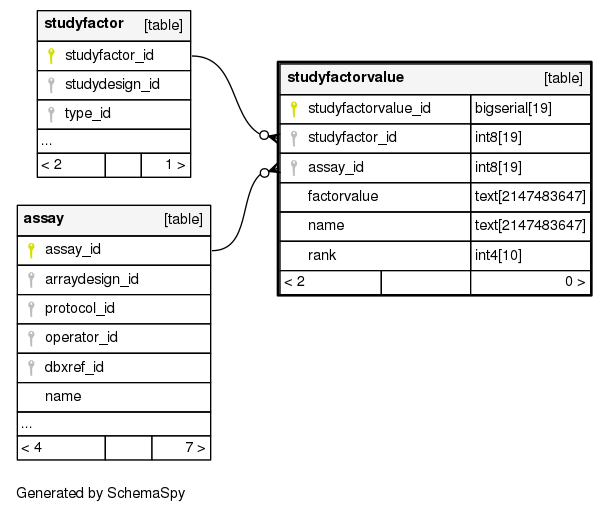 studyfactor [table]
studyfactor_id
studydesign_id
type_id
...
< 2 1 >
studyfactorvalue [table]
studyfactorvalue_id bigserial[19]
studyfactor_id int8[19]
assay_id int8[19]
factorvalue text[2147483647]
name text[2147483647]
rank int4[10]
< 2 0 >
assay [table]
assay_id
arraydesign_id
protocol_id
operator_id
dbxref_id
name
...
< 4 7 >
Generated by SchemaSpy